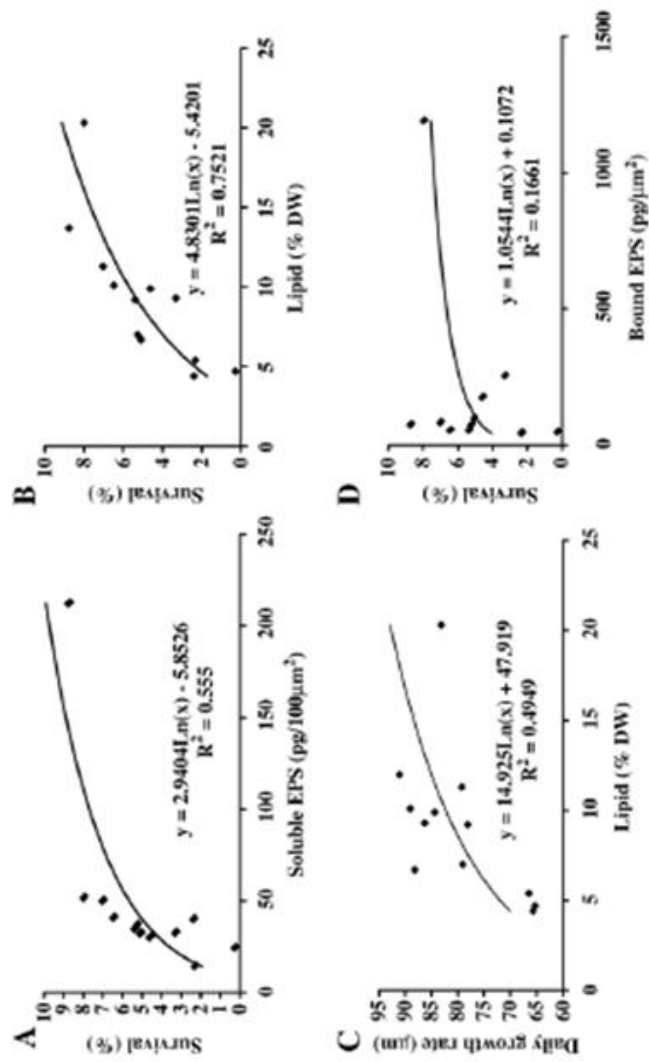 A
10
9
8
7
6
5
4
3
2
1
0
Survival (%)
0 50 100 150 200 250
Soluble EPS (pg/100μm²)
y = 2.9404Ln(x) - 5.8526
R² = 0.555
B
10
8
6
4
2
0
Survival (%)
0 5 10 15 20 25
Lipid (% DW)
y = 4.8301Ln(x) - 5.4201
R² = 0.7521
C
95
90
85
80
75
70
65
60
Daily growth rate (μm)
0 5 10 15 20 25
Lipid (% DW)
y = 14.925Ln(x) + 47.919
R² = 0.4949
D
10
8
6
4
2
0
Survival (%)
0 500 1000 1500
Bound EPS (pg/μm²)
y = 1.0544Ln(x) + 0.1072
R² = 0.1661